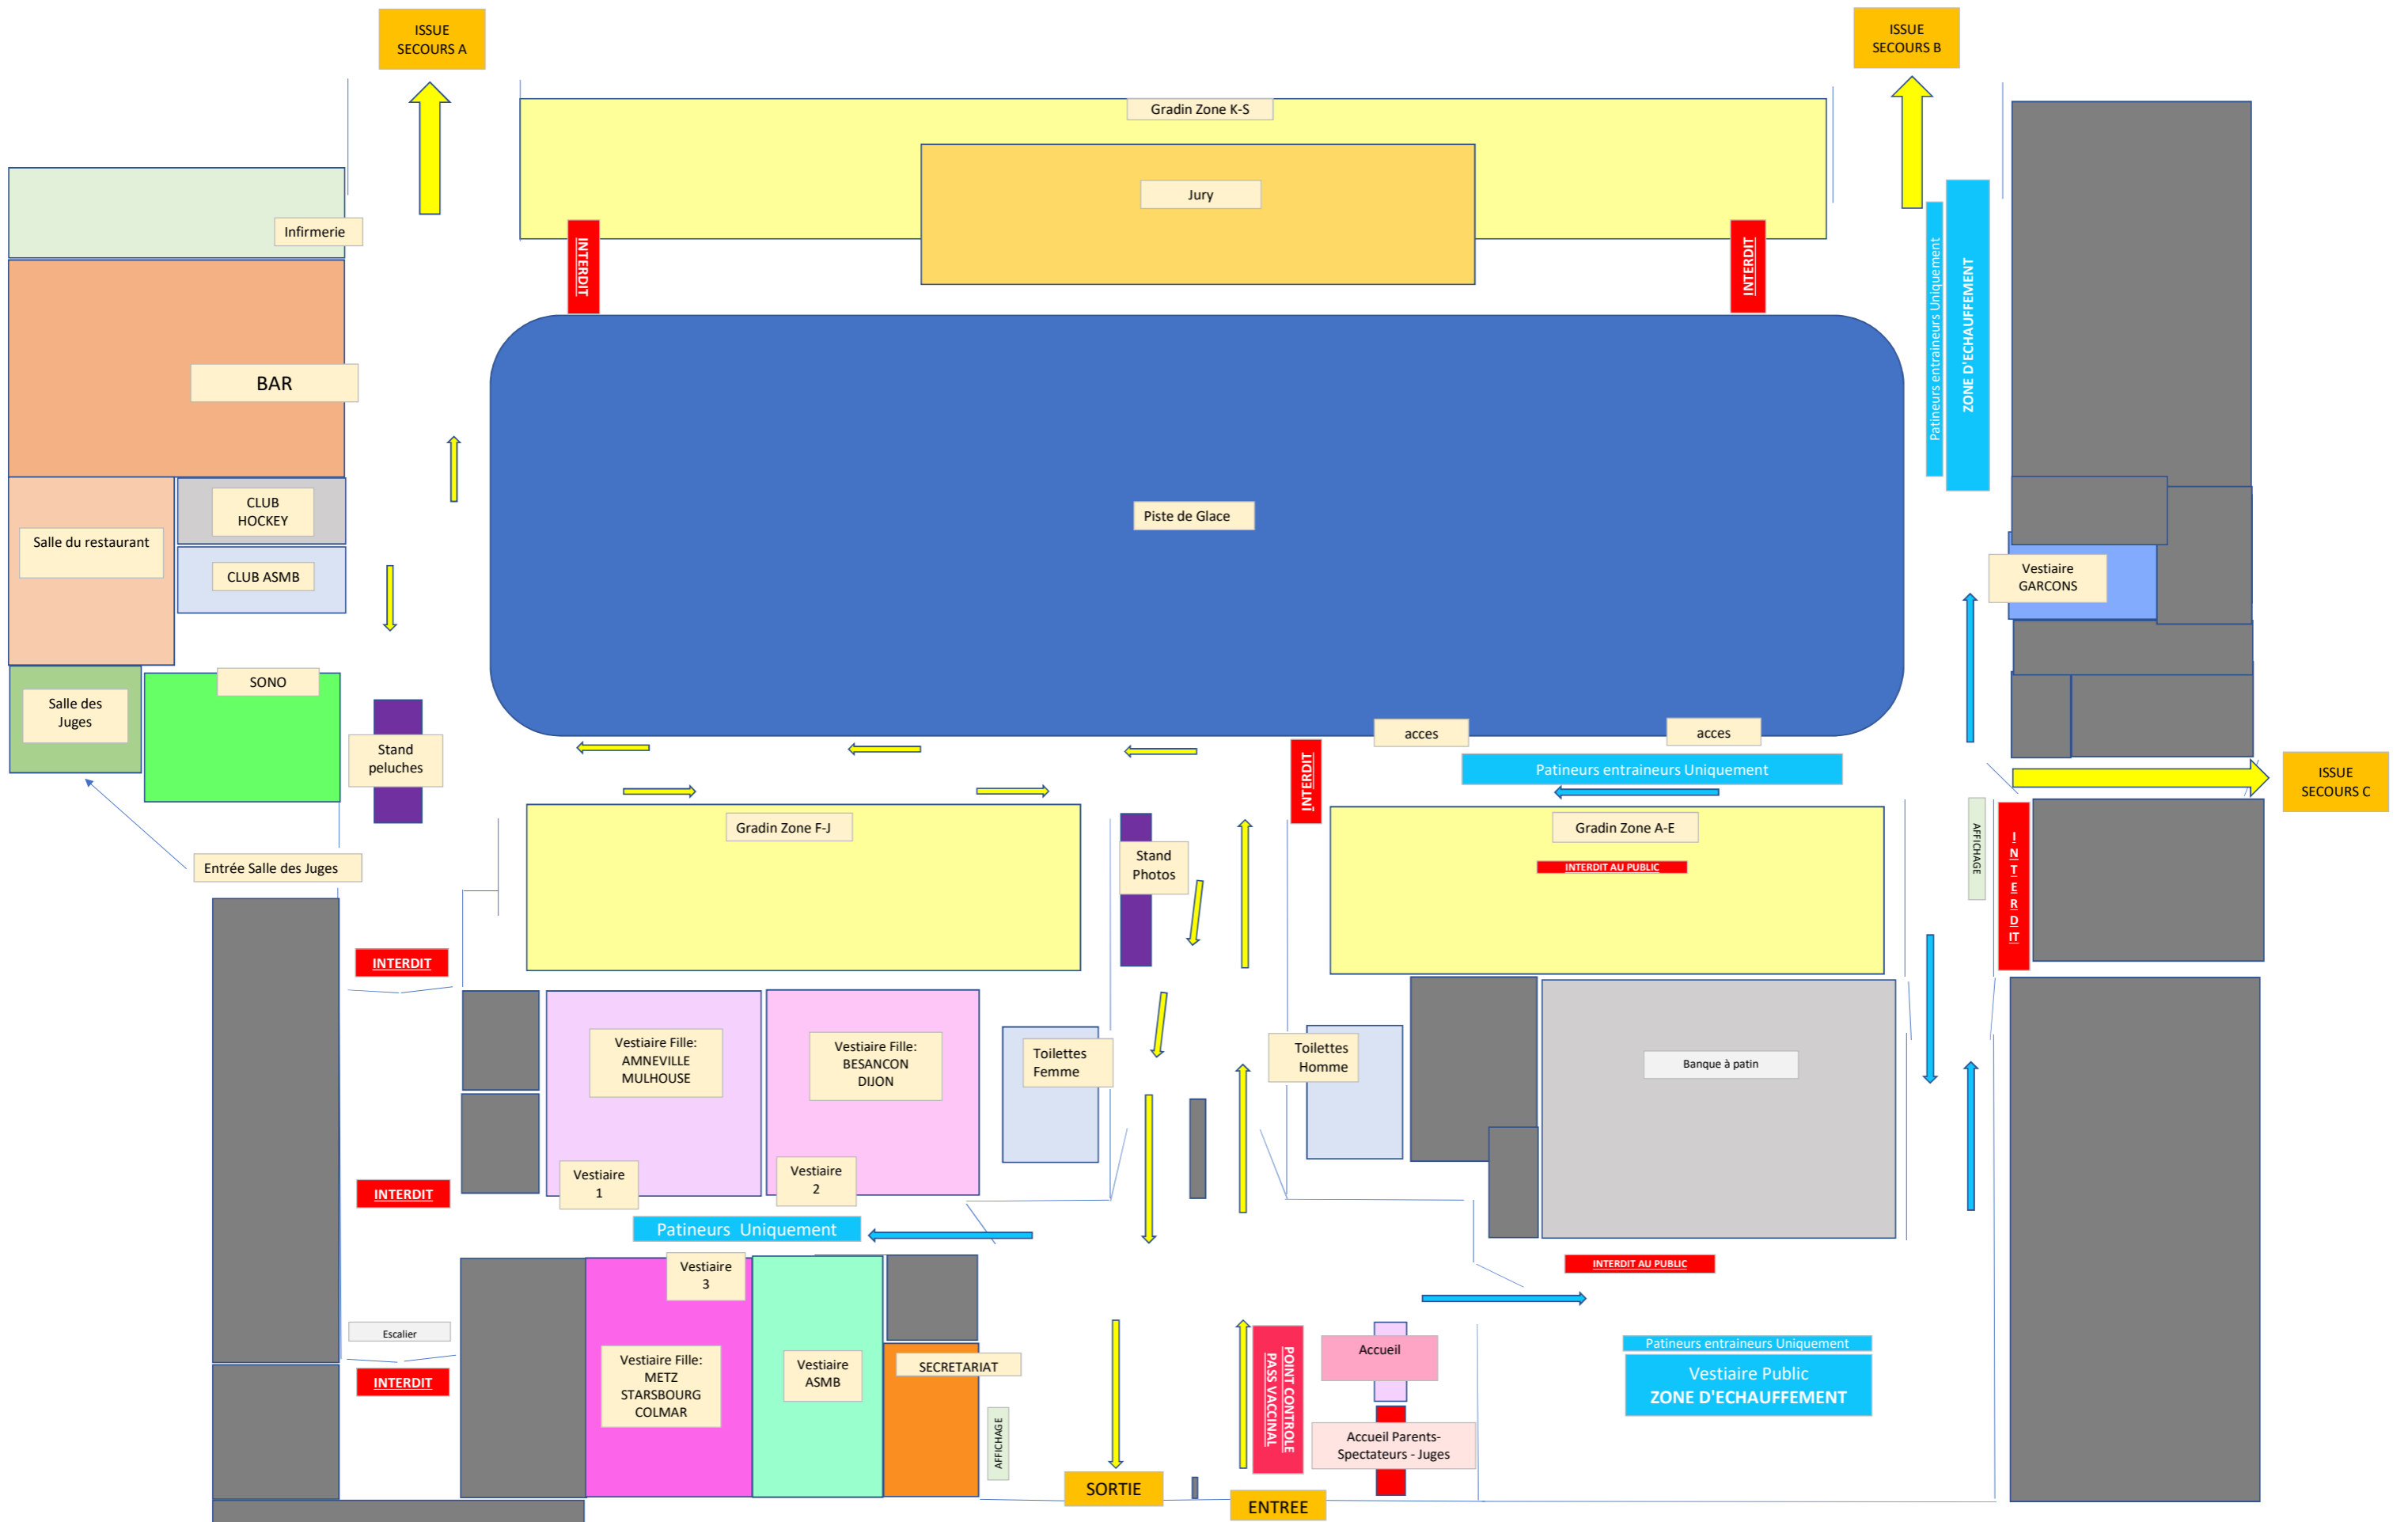 ISSUE
SECOURS A
ISSUE
SECOURS B
Gradin Zone K-S
Jury
Infirmerie
INTERDIT
INTERDIT
Patineurs entraineurs Uniquement
ZONE D'ECHAUFFEMENT
BAR
CLUB
HOCKEY
Salle du restaurant
CLUB ASMB
Piste de Glace
Vestiaire
GARCONS
SONO
Salle des
Juges
Stand
peluches
acces
acces
INTERDIT
Patineurs entraineurs Uniquement
ISSUE
SECOURS C
Gradin Zone F-J
Gradin Zone A-E
INTERDIT AU PUBLIC
AFFICHAGE
I
N
T
E
R
D
IT
Stand
Photos
Entrée Salle des Juges
INTERDIT
Vestiaire Fille:
AMNEVILLE
MULHOUSE
Vestiaire Fille:
BESANCON
DIJON
Toilettes
Femme
Toilettes
Homme
Banque à patin
Vestiaire
1
Vestiaire
2
INTERDIT
Patineurs Uniquement
Vestiaire
3
INTERDIT AU PUBLIC
Escalier
INTERDIT
Vestiaire Fille:
METZ
STARSBOURG
COLMAR
Vestiaire
ASMB
SECRETARIAT
AFFICHAGE
POINT CONTROLE
PASS VACCINAL
Accueil
Accueil Parents-
Spectateurs - Juges
Patineurs entraineurs Uniquement
Vestiaire Public
ZONE D'ECHAUFFEMENT
SORTIE
ENTREE